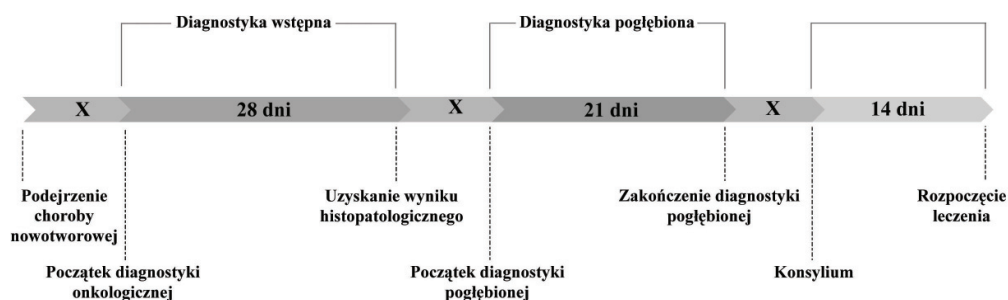 Diagnostyka wstępna
Diagnostyka pogłębiona
X
28 dni
X
21 dni
X
14 dni
Podejrzenie
choroby
nowotworowej
Początek diagnostyki
onkologicznej
Uzyskanie wyniku
histopatologicznego
Początek diagnostyki
pogłębionej
Zakończenie diagnostyki
pogłębionej
Konsylium
Rozpoczęcie
leczenia